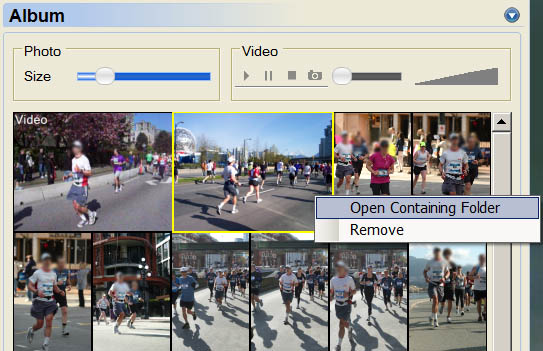 Album
Photo
Size
Video
Video
Open Containing Folder
Remove